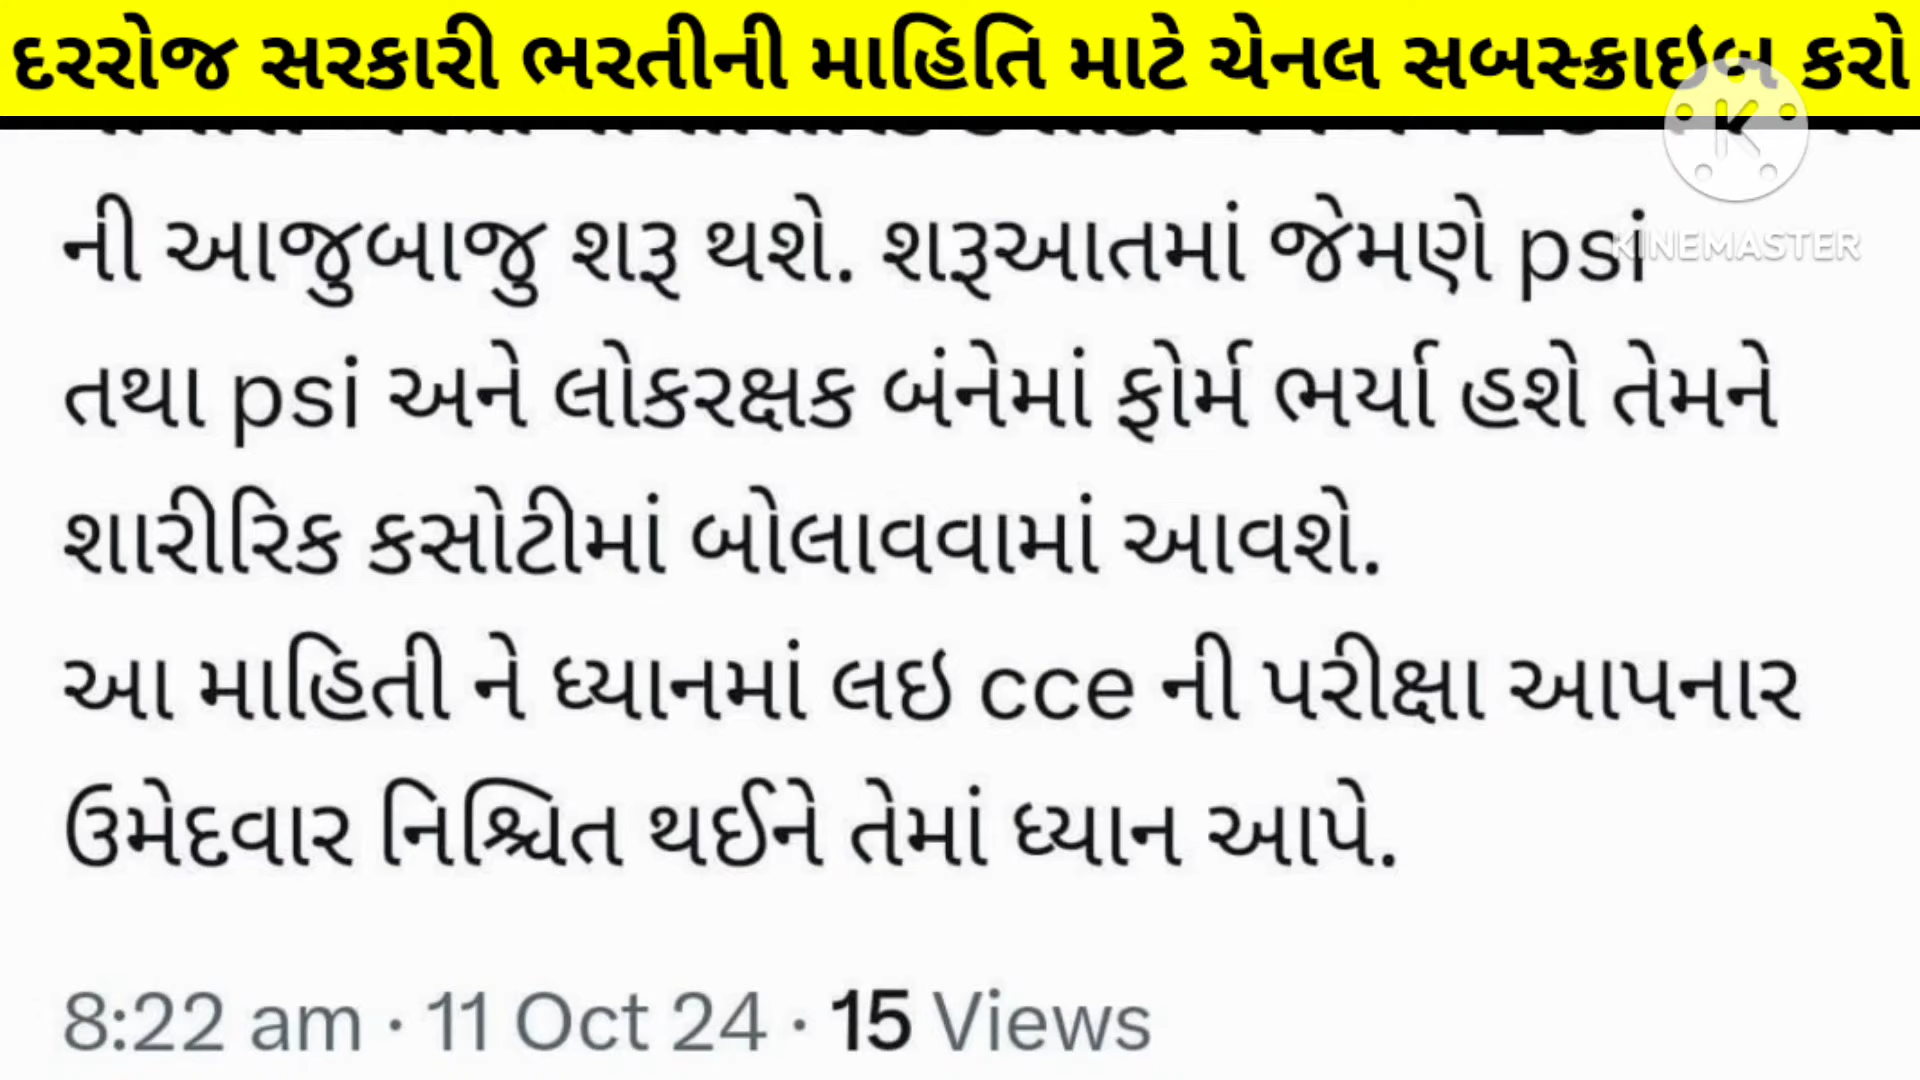 દરરોજ સરકારી ભરતીની માહિતિ માટે ચેનલ સબસ્ક્રાઇબ કરો
ની આજુબાજુ શરૂ થશે. શરૂઆતમાં જેમણે psi
KINEMASTER
તથા psi અને લોકરક્ષક બંનેમાં ફોર્મ ભર્યા હશે તેમને
શારીરિક કસોટીમાં બોલાવવામાં આવશે.
આ માહિતી ને ધ્યાનમાં લઇ cce ની પરીક્ષા આપનાર
ઉમેદવાર નિશ્ચિત થઈને તેમાં ધ્યાન આપે.
8:22 am · 11 Oct 24 · 15 Views